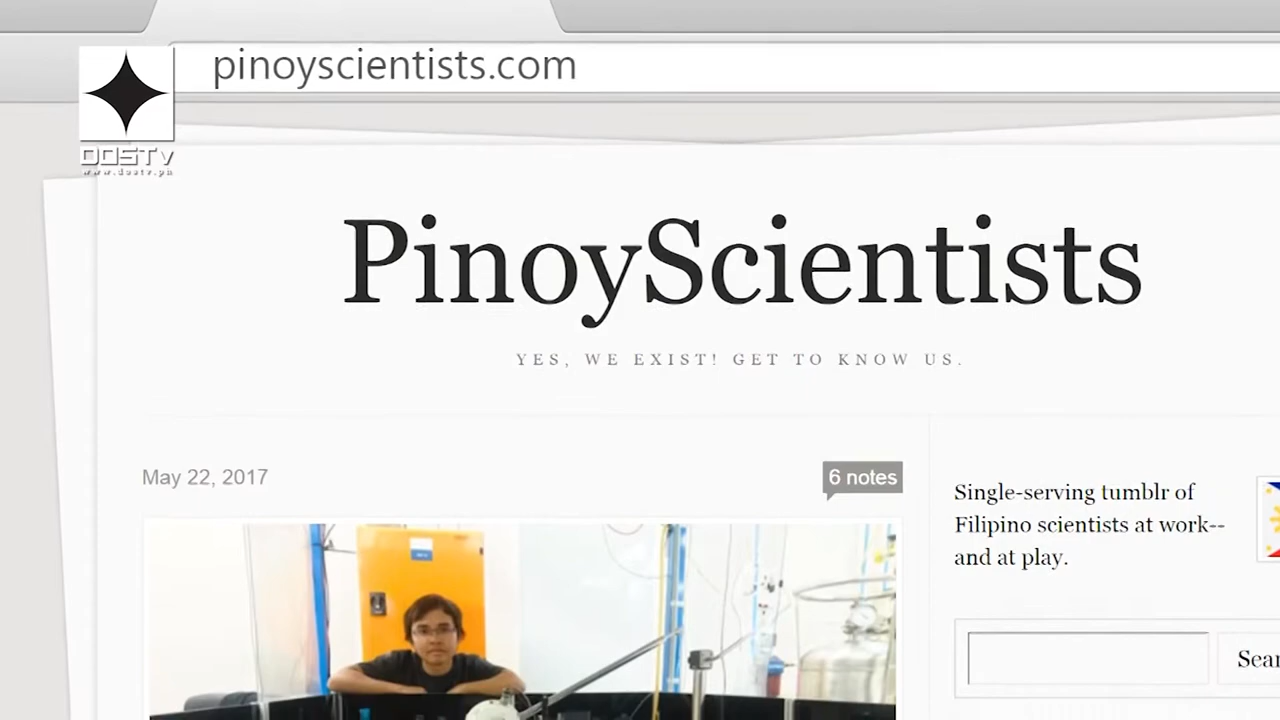 pinoyscientists.com
DOSTv
www.dostv.ph
PinoyScientists
YES, WE EXIST! GET TO KNOW US.
May 22, 2017
6 notes
Single-serving tumblr of
Filipino scientists at work--
and at play.
Sear